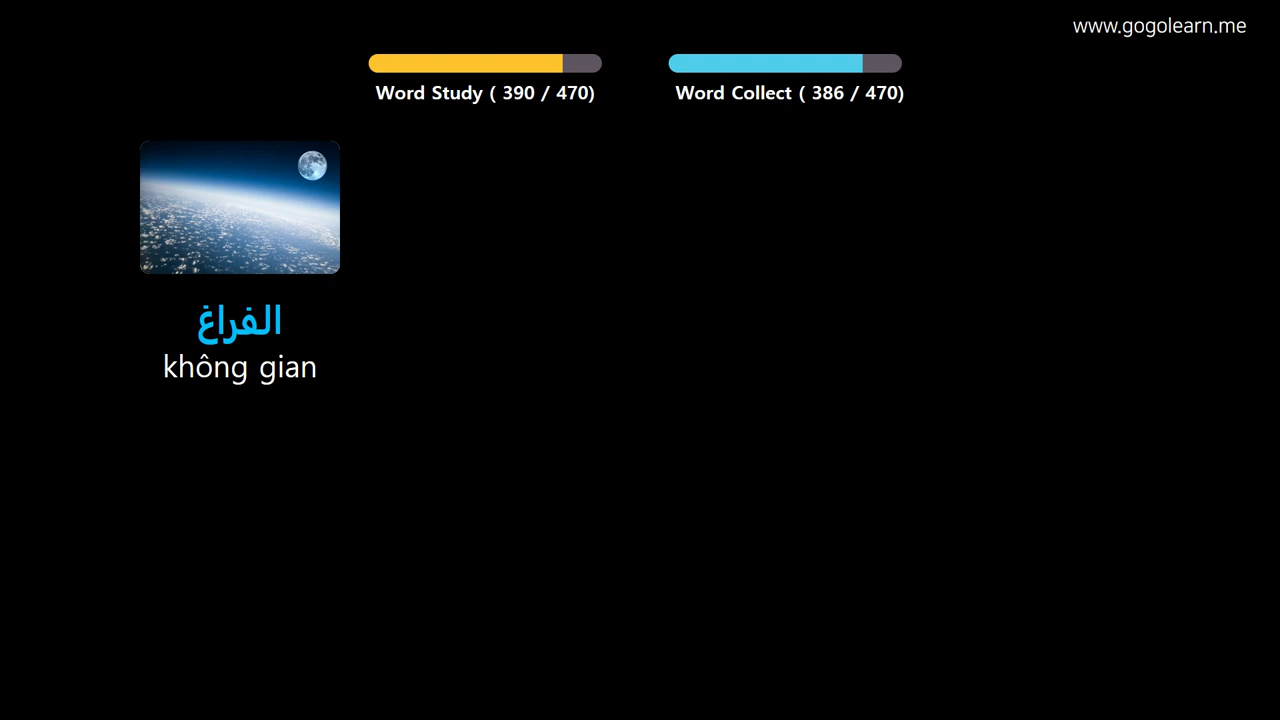 www.gogolearn.me
Word Study ( 390 / 470)
Word Collect ( 386 / 470)
الفراغ
không gian